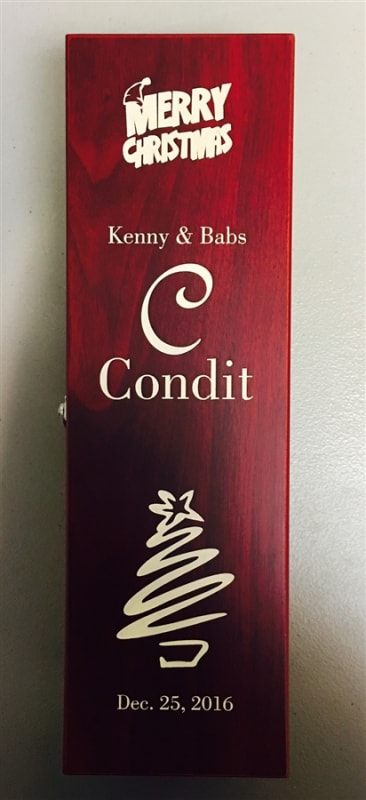 MERRY
CHRISTMAS
Kenny & Babs
C
Condit
Dec. 25, 2016